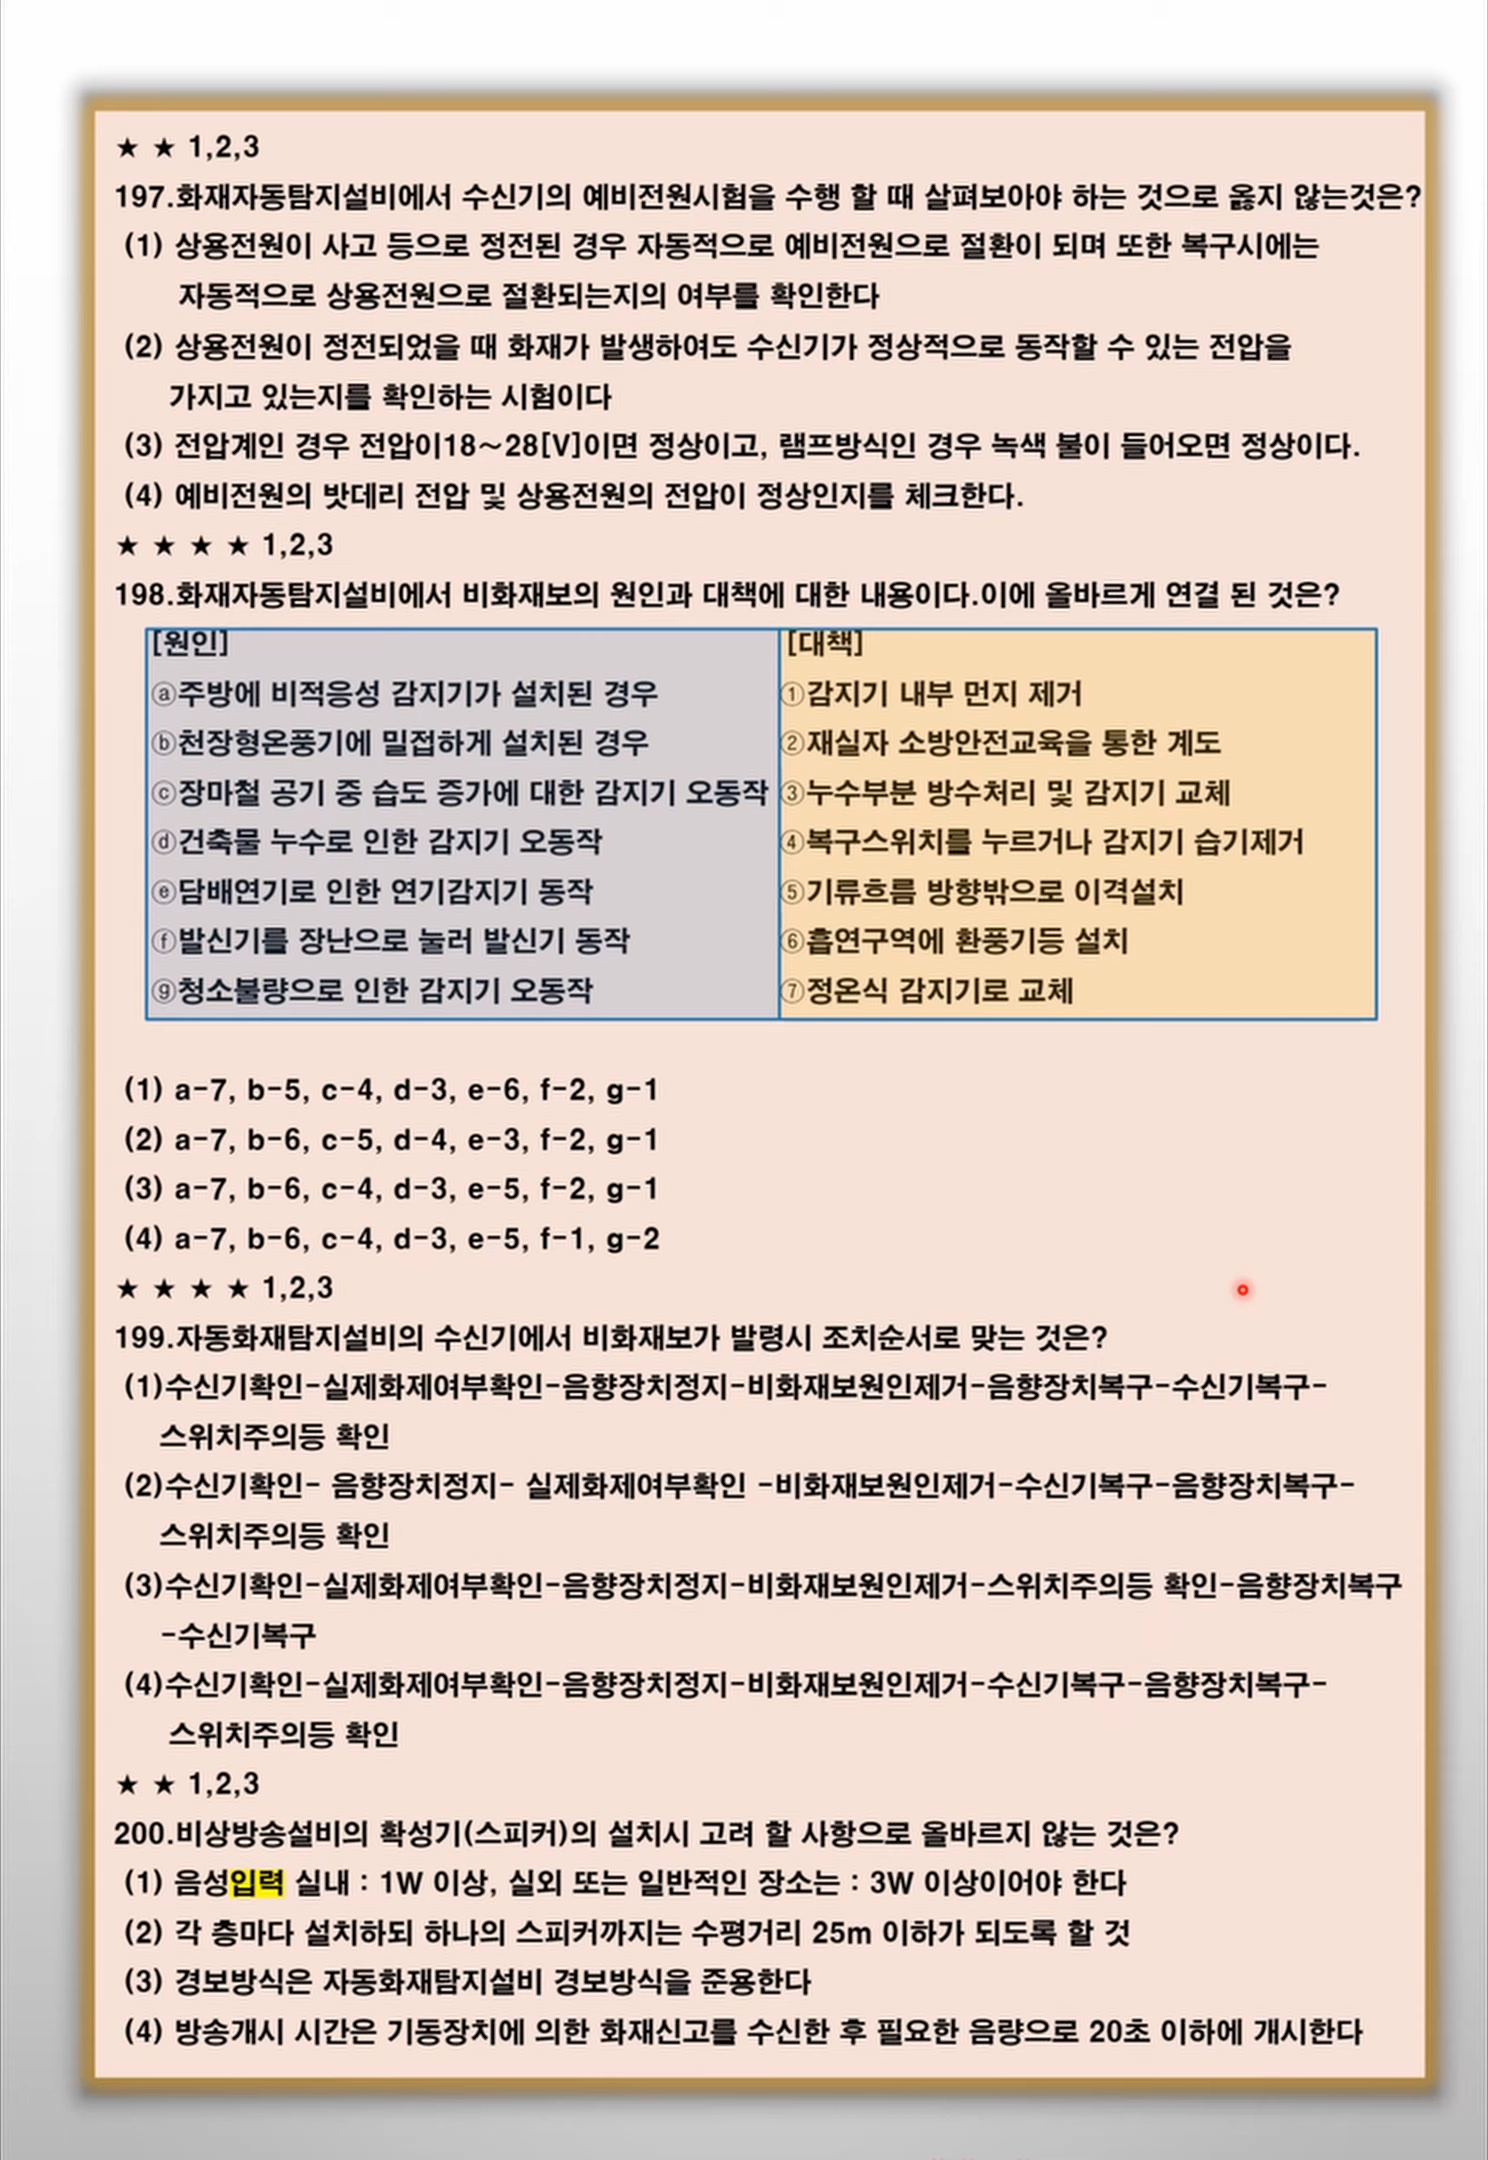 ★ ★ 1,2,3
197.화재자동탐지설비에서 수신기의 예비전원시험을 수행 할 때 살펴보아야 하는 것으로 옳지 않는것은?
(1) 상용전원이 사고 등으로 정전된 경우 자동적으로 예비전원으로 절환이 되며 또한 복구시에는
자동적으로 상용전원으로 절환되는지의 여부를 확인한다
(2) 상용전원이 정전되었을 때 화재가 발생하여도 수신기가 정상적으로 동작할 수 있는 전압을
가지고 있는지를 확인하는 시험이다
(3) 전압계인 경우 전압이18~28[V]이면 정상이고, 램프방식인 경우 녹색 불이 들어오면 정상이다.
(4) 예비전원의 밧데리 전압 및 상용전원의 전압이 정상인지를 체크한다.
★ ★ ★ ★ 1,2,3
198.화재자동탐지설비에서 비화재보의 원인과 대책에 대한 내용이다.이에 올바르게 연결 된 것은?
[원인]
ⓐ주방에 비적응성 감지기가 설치된 경우
ⓑ천장형온풍기에 밀접하게 설치된 경우
ⓒ장마철 공기 중 습도 증가에 대한 감지기 오동작
ⓓ건축물 누수로 인한 감지기 오동작
ⓔ담배연기로 인한 연기감지기 동작
ⓕ발신기를 장난으로 눌러 발신기 동작
ⓖ청소불량으로 인한 감지기 오동작
[대책]
①감지기 내부 먼지 제거
②재실자 소방안전교육을 통한 계도
③누수부분 방수처리 및 감지기 교체
④복구스위치를 누르거나 감지기 습기제거
⑤기류흐름 방향밖으로 이격설치
⑥흡연구역에 환풍기등 설치
⑦정온식 감지기로 교체
(1) a-7, b-5, c-4, d-3, e-6, f-2, g-1
(2) a-7, b-6, c-5, d-4, e-3, f-2, g-1
(3) a-7, b-6, c-4, d-3, e-5, f-2, g-1
(4) a-7, b-6, c-4, d-3, e-5, f-1, g-2
★ ★ ★ ★ 1,2,3
199.자동화재탐지설비의 수신기에서 비화재보가 발령시 조치순서로 맞는 것은?
(1)수신기확인-실제화제여부확인-음향장치정지-비화재보원인제거-음향장치복구-수신기복구-
스위치주의등 확인
(2)수신기확인- 음향장치정지- 실제화제여부확인 -비화재보원인제거-수신기복구-음향장치복구-
스위치주의등 확인
(3)수신기확인-실제화제여부확인-음향장치정지-비화재보원인제거-스위치주의등 확인-음향장치복구
-수신기복구
(4)수신기확인-실제화제여부확인-음향장치정지-비화재보원인제거-수신기복구-음향장치복구-
스위치주의등 확인
★ ★ 1,2,3
200.비상방송설비의 확성기(스피커)의 설치시 고려 할 사항으로 올바르지 않는 것은?
(1) 음성입력 실내 : 1W 이상, 실외 또는 일반적인 장소는 : 3W 이상이어야 한다
(2) 각 층마다 설치하되 하나의 스피커까지는 수평거리 25m 이하가 되도록 할 것
(3) 경보방식은 자동화재탐지설비 경보방식을 준용한다
(4) 방송개시 시간은 기동장치에 의한 화재신고를 수신한 후 필요한 음량으로 20초 이하에 개시한다